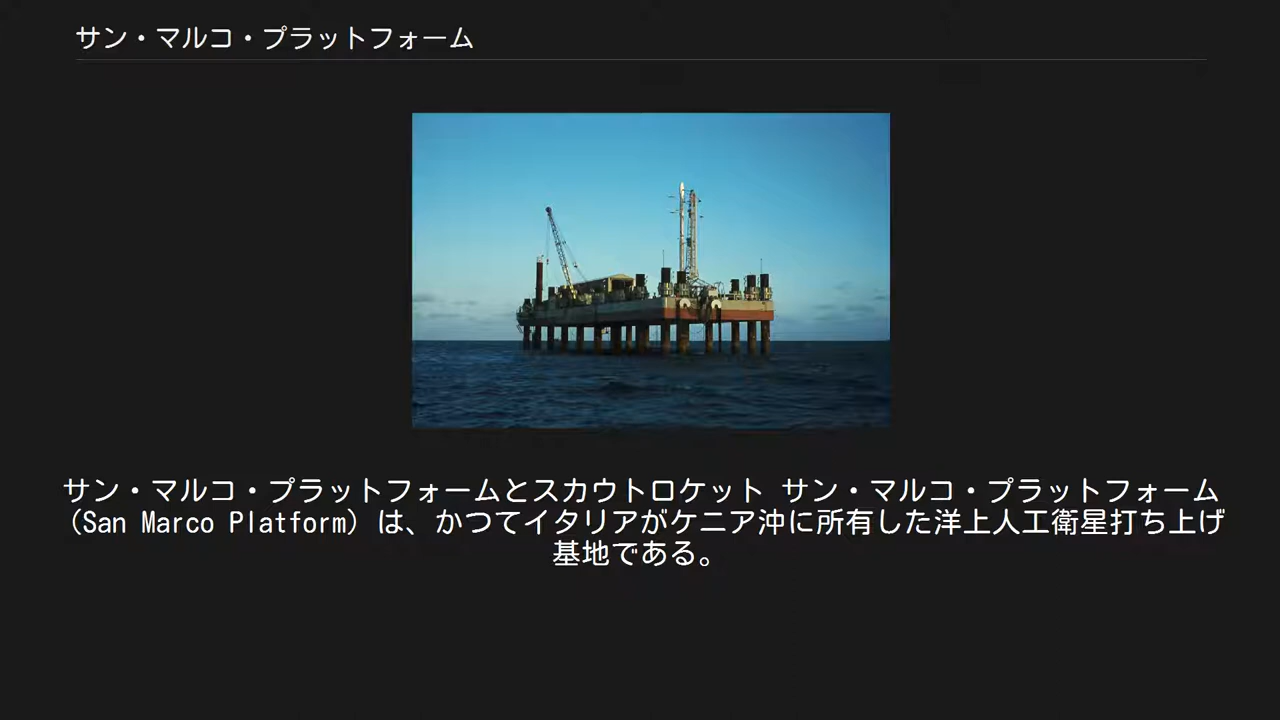 サン・マルコ・プラットフォーム
サン・マルコ・プラットフォームとスカウトロケット サン・マルコ・プラットフォーム
（San Marco Platform）は、かつてイタリアがケニア沖に所有した洋上人工衛星打ち上げ
基地である。